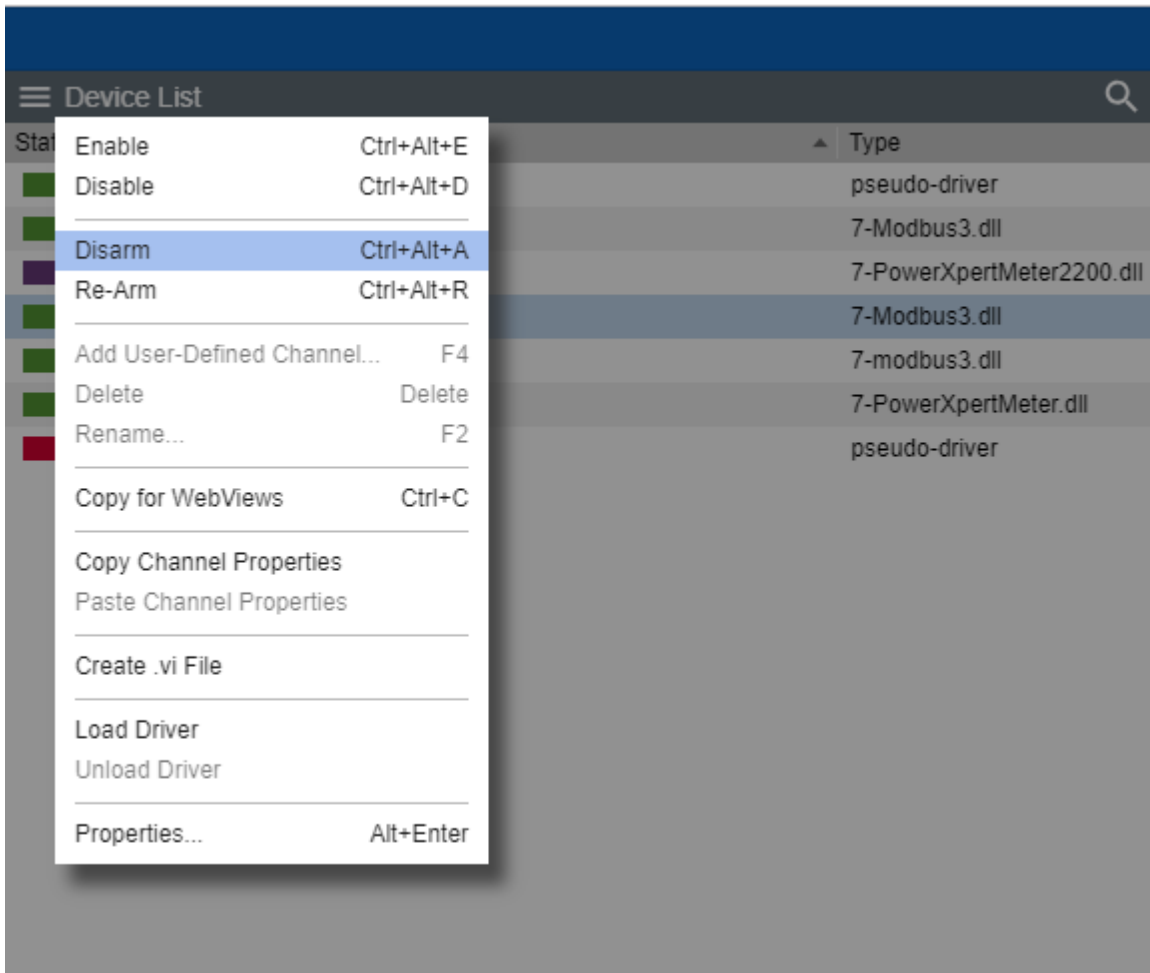 Device List
Stat Type
Enable Ctrl+Alt+E
Disable Ctrl+Alt+D
Disarm Ctrl+Alt+A
Re-Arm Ctrl+Alt+R
Add User-Defined Channel... F4
Delete Delete
Rename... F2
Copy for WebViews Ctrl+C
Copy Channel Properties
Paste Channel Properties
Create .vi File
Load Driver
Unload Driver
Properties... Alt+Enter
pseudo-driver
7-Modbus3.dll
7-PowerXpertMeter2200.dll
7-Modbus3.dll
7-modbus3.dll
7-PowerXpertMeter.dll
pseudo-driver